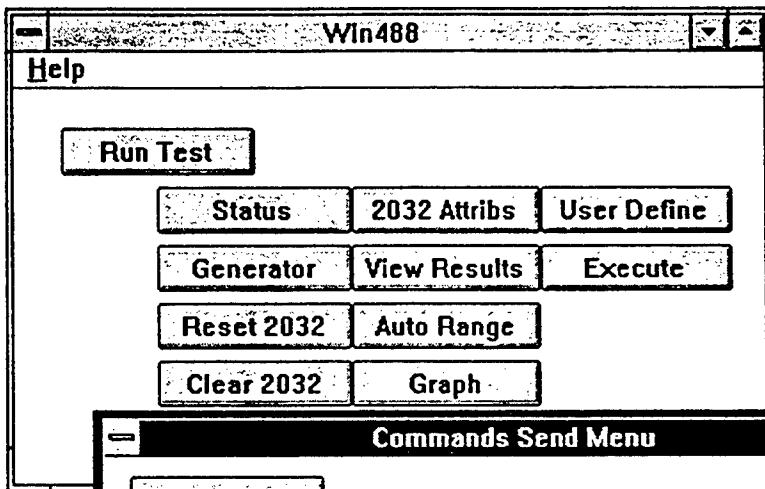 Win488
Help
Run Test
Status 2032 Attribs User Define
Generator View Results Execute
Reset 2032 Auto Range
Clear 2032 Graph
Commands Send Menu